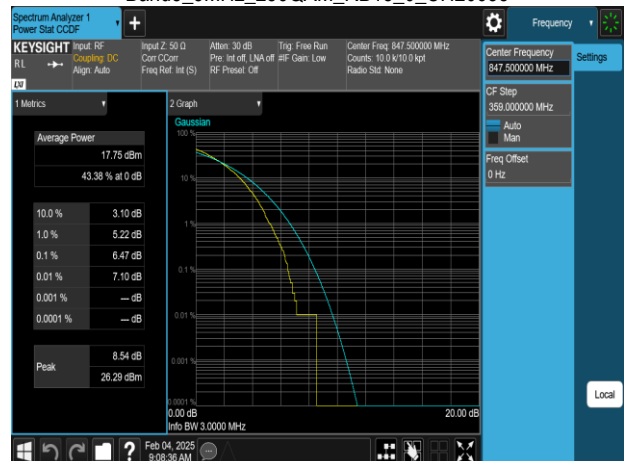 Spectrum Analyzer 1
Power Stat CCDF
Frequency
KEYSIGHT
RL
LXI
Input: RF
Coupling: DC
Align: Auto
Input Z: 50 Ω
Corr CCorr
Freq Ref: Int (S)
Atten: 30 dB
Pre: Int off, LNA off
RF Presel: Off
Trig: Free Run
#IF Gain: Low
Center Freq: 847.500000 MHz
Counts: 10.0 k/10.0 kpt
Radio Std: None
Center Frequency
847.500000 MHz
Settings
CF Step
359.000000 MHz
Auto
Man
Freq Offset
0 Hz
1 Metrics
Average Power
17.75 dBm
43.38 % at 0 dB
10.0 % 3.10 dB
1.0 % 5.22 dB
0.1 % 6.47 dB
0.01 % 7.10 dB
0.001 % --- dB
0.0001 % --- dB
Peak
8.54 dB
26.29 dBm
2 Graph
Gaussian
100 %
10 %
1 %
0.1 %
0.01 %
0.001 %
0.0001 %
0.00 dB 20.00 dB
Info BW 3.0000 MHz
Local
?
Feb 04, 2025
9:08:36 AM